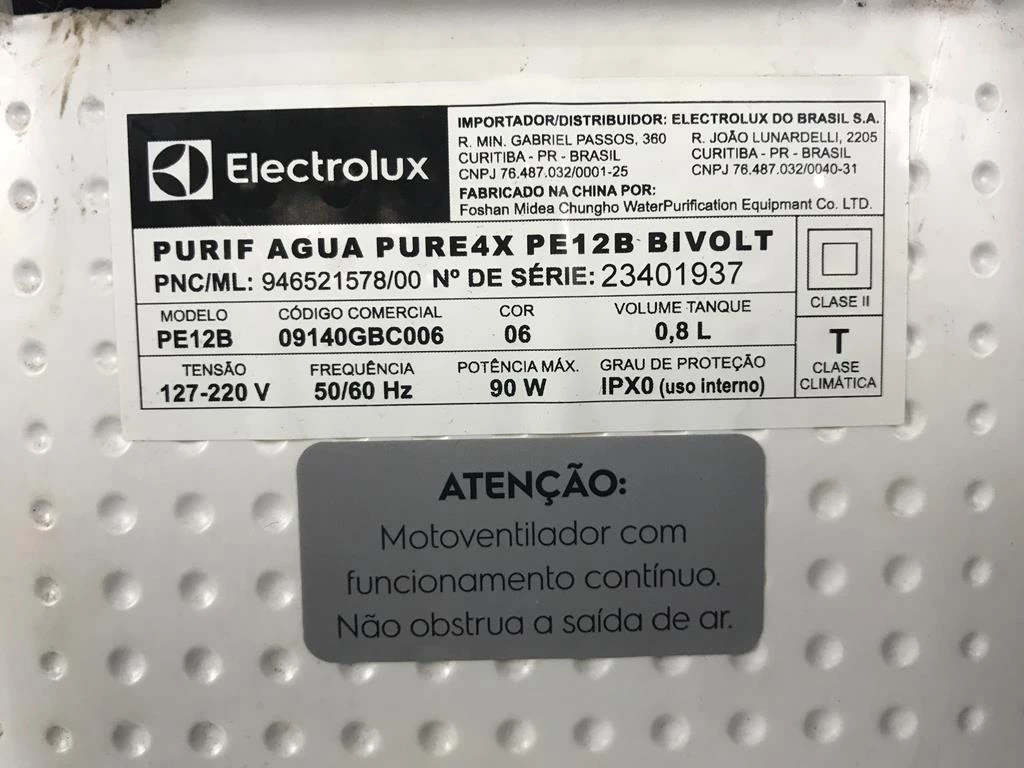 Electrolux
IMPORTADOR/DISTRIBUIDOR: ELECTROLUX DO BRASIL S.A.
R. MIN. GABRIEL PASSOS, 360
CURITIBA - PR - BRASIL
CNPJ 76.487.032/0001-25
R. JOÃO LUNARDELLI, 2205
CURITIBA - PR - BRASIL
CNPJ 76.487.032/0040-31
FABRICADO NA CHINA POR:
Foshan Midea Chungho WaterPurification Equipmant Co. LTD.
PURIF AGUA PURE4X PE12B BIVOLT
PNC/ML: 946521578/00 Nº DE SÉRIE: 23401937
MODELO
PE12B
CÓDIGO COMERCIAL
09140GBC006
COR
06
VOLUME TANQUE
0,8 L
TENSÃO
127-220 V
FREQUÊNCIA
50/60 Hz
POTÊNCIA MÁX.
90 W
GRAU DE PROTEÇÃO
IPX0 (uso interno)
CLASE II
T
CLASE
CLIMÁTICA
ATENÇÃO:
Motoventilador com
funcionamento contínuo.
Não obstrua a saída de ar.